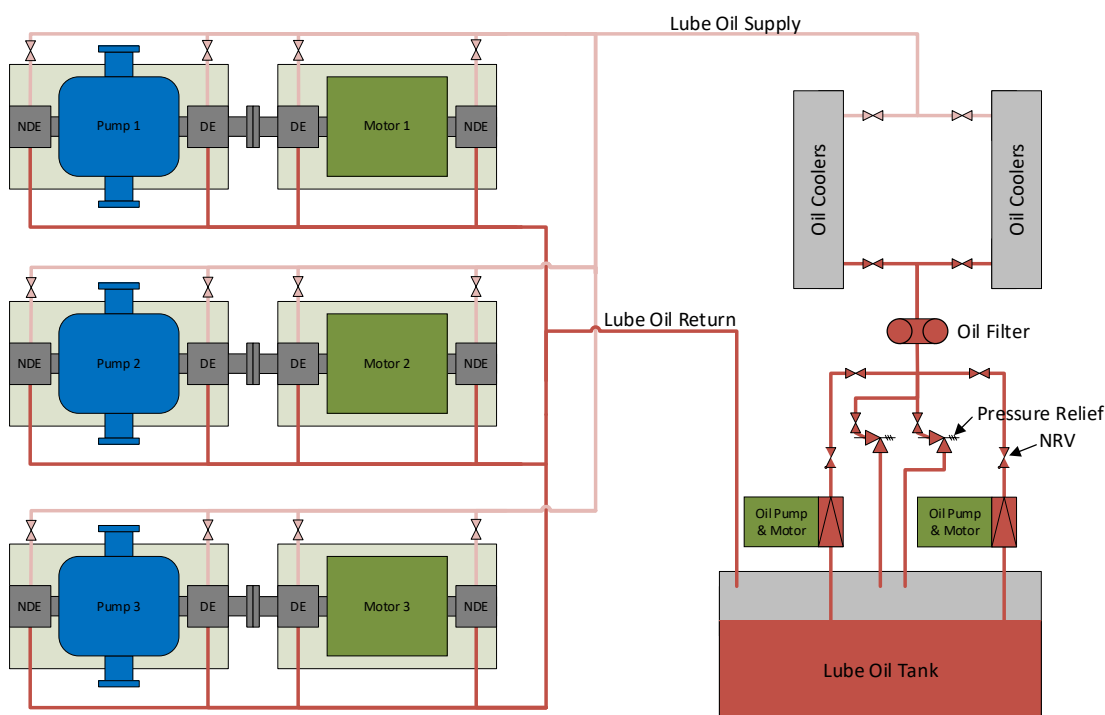 Lube Oil Supply
NDE
Pump 1
DE
DE
Motor 1
NDE
Oil Coolers
Oil Coolers
Lube Oil Return
Oil Filter
NDE
Pump 2
DE
DE
Motor 2
NDE
Pressure Relief
NRV
Oil Pump
& Motor
Oil Pump
& Motor
NDE
Pump 3
DE
DE
Motor 3
NDE
Lube Oil Tank